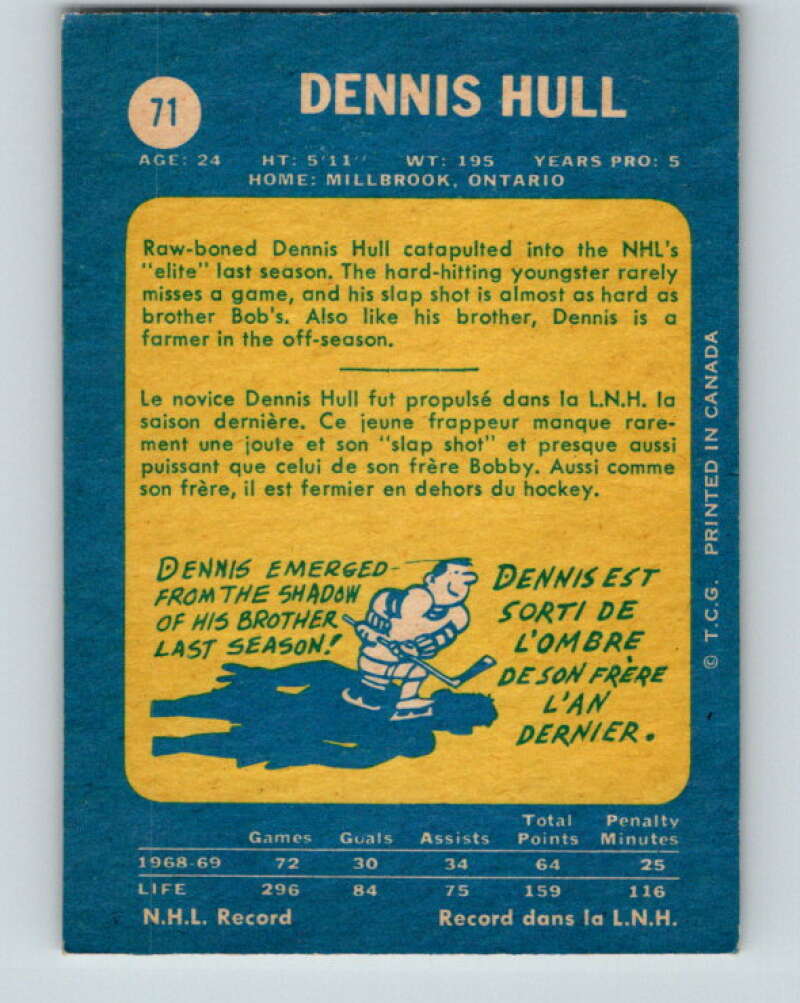 71
DENNIS HULL
AGE: 24 HT: 5'11" WT: 195 YEARS PRO: 5
HOME: MILLBROOK, ONTARIO
Raw-boned Dennis Hull catapulted into the NHL's
"elite" last season. The hard-hitting youngster rarely
misses a game, and his slap shot is almost as hard as
brother Bob's. Also like his brother, Dennis is a
farmer in the off-season.
Le novice Dennis Hull fut propulsé dans la L.N.H. la
saison dernière. Ce jeune frappeur manque rare-
ment une joute et son "slap shot" et presque aussi
puissant que celui de son frère Bobby. Aussi comme
son frère, il est fermier en dehors du hockey.
DENNIS EMERGED
FROM THE SHADOW
OF HIS BROTHER
LAST SEASON!
DENNIS EST
SORTI DE
L'OMBRE
DE SON FRÈRE
L'AN
DERNIER.
© T.C.G. PRINTED IN CANADA
Games Goals Assists Total Points Penalty Minutes
1968-69 72 30 34 64 25
LIFE 296 84 75 159 116
N.H.L. Record Record dans la L.N.H.